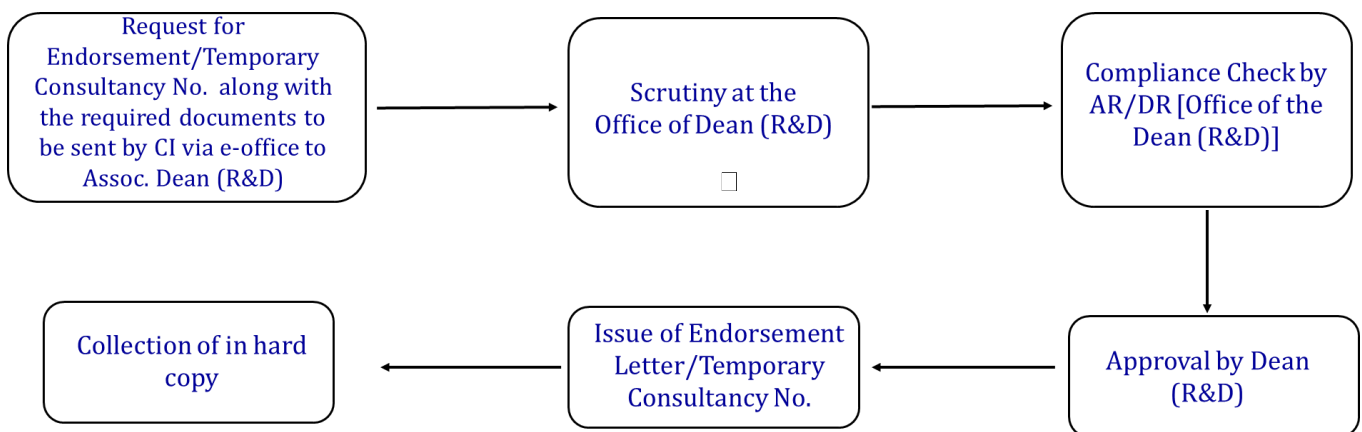 Request for
Endorsement/Temporary
Consultancy No. along with
the required documents to
be sent by CI via e-office to
Assoc. Dean (R&D)
Scrutiny at the
Office of Dean (R&D)
Compliance Check by
AR/DR [Office of the
Dean (R&D)]
Approval by Dean
(R&D)
Issue of Endorsement
Letter/Temporary
Consultancy No.
Collection of in hard
copy